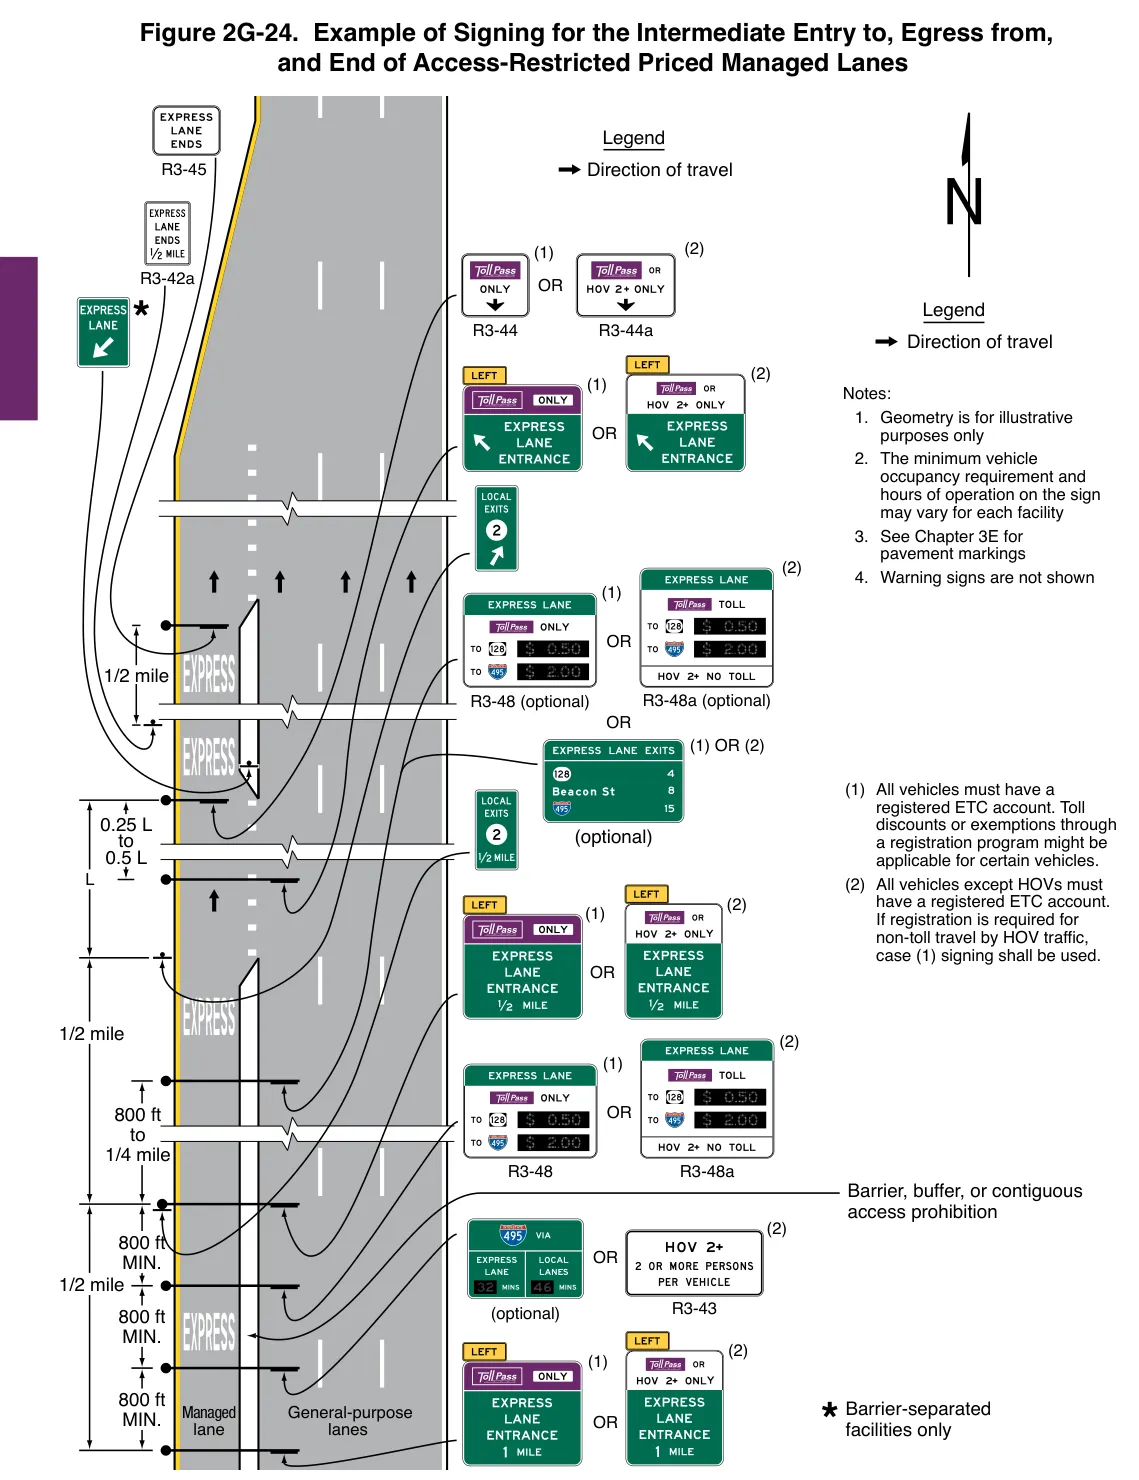 Figure 2G-24.  Example of Signing for the Intermediate Entry to, Egress from,
and End of Access-Restricted Priced Managed Lanes
EXPRESS
LANE
ENDS
R3-45
EXPRESS
LANE
ENDS
1/2 MILE
R3-42a
EXPRESS
LANE
*
Legend
Direction of travel
N
Legend
Direction of travel
Notes:
1. Geometry is for illustrative
purposes only
2. The minimum vehicle
occupancy requirement and
hours of operation on the sign
may vary for each facility
3. See Chapter 3E for
pavement markings
4. Warning signs are not shown
(1) All vehicles must have a
registered ETC account. Toll
discounts or exemptions through
a registration program might be
applicable for certain vehicles.
(2) All vehicles except HOVs must
have a registered ETC account.
If registration is required for
non-toll travel by HOV traffic,
case (1) signing shall be used.
Toll Pass
ONLY
R3-44
(1)
OR
Toll Pass OR
HOV 2+ ONLY
R3-44a
(2)
LEFT
Toll Pass ONLY
EXPRESS
LANE
ENTRANCE
(1)
OR
LEFT
Toll Pass OR
HOV 2+ ONLY
EXPRESS
LANE
ENTRANCE
(2)
LOCAL
EXITS
2
EXPRESS LANE
Toll Pass ONLY
TO 128 $ 0.50
TO 495 $ 2.00
R3-48 (optional)
(1)
OR
EXPRESS LANE
Toll Pass TOLL
TO 128 $ 0.50
TO 495 $ 2.00
HOV 2+ NO TOLL
R3-48a (optional)
(2)
OR
EXPRESS LANE EXITS
128 4
Beacon St 8
495 15
(optional)
(1) OR (2)
LOCAL
EXITS
2
1/2 MILE
LEFT
Toll Pass ONLY
EXPRESS
LANE
ENTRANCE
1/2 MILE
(1)
OR
LEFT
Toll Pass OR
HOV 2+ ONLY
EXPRESS
LANE
ENTRANCE
1/2 MILE
(2)
EXPRESS LANE
Toll Pass ONLY
TO 128 $ 0.50
TO 495 $ 2.00
R3-48
(1)
OR
EXPRESS LANE
Toll Pass TOLL
TO 128 $ 0.50
TO 495 $ 2.00
HOV 2+ NO TOLL
R3-48a
(2)
Barrier, buffer, or contiguous
access prohibition
495 VIA
EXPRESS LANE 32 MINS
LOCAL LANES 46 MINS
(optional)
OR
HOV 2+
2 OR MORE PERSONS
PER VEHICLE
R3-43
(2)
LEFT
Toll Pass ONLY
EXPRESS
LANE
ENTRANCE
1 MILE
(1)
OR
LEFT
Toll Pass OR
HOV 2+ ONLY
EXPRESS
LANE
ENTRANCE
1 MILE
(2)
* Barrier-separated
facilities only
1/2 mile
EXPRESS
EXPRESS
0.25 L
to
0.5 L
L
EXPRESS
1/2 mile
800 ft
to
1/4 mile
800 ft
MIN.
1/2 mile
800 ft
MIN.
EXPRESS
800 ft
MIN.
Managed
lane
General-purpose
lanes